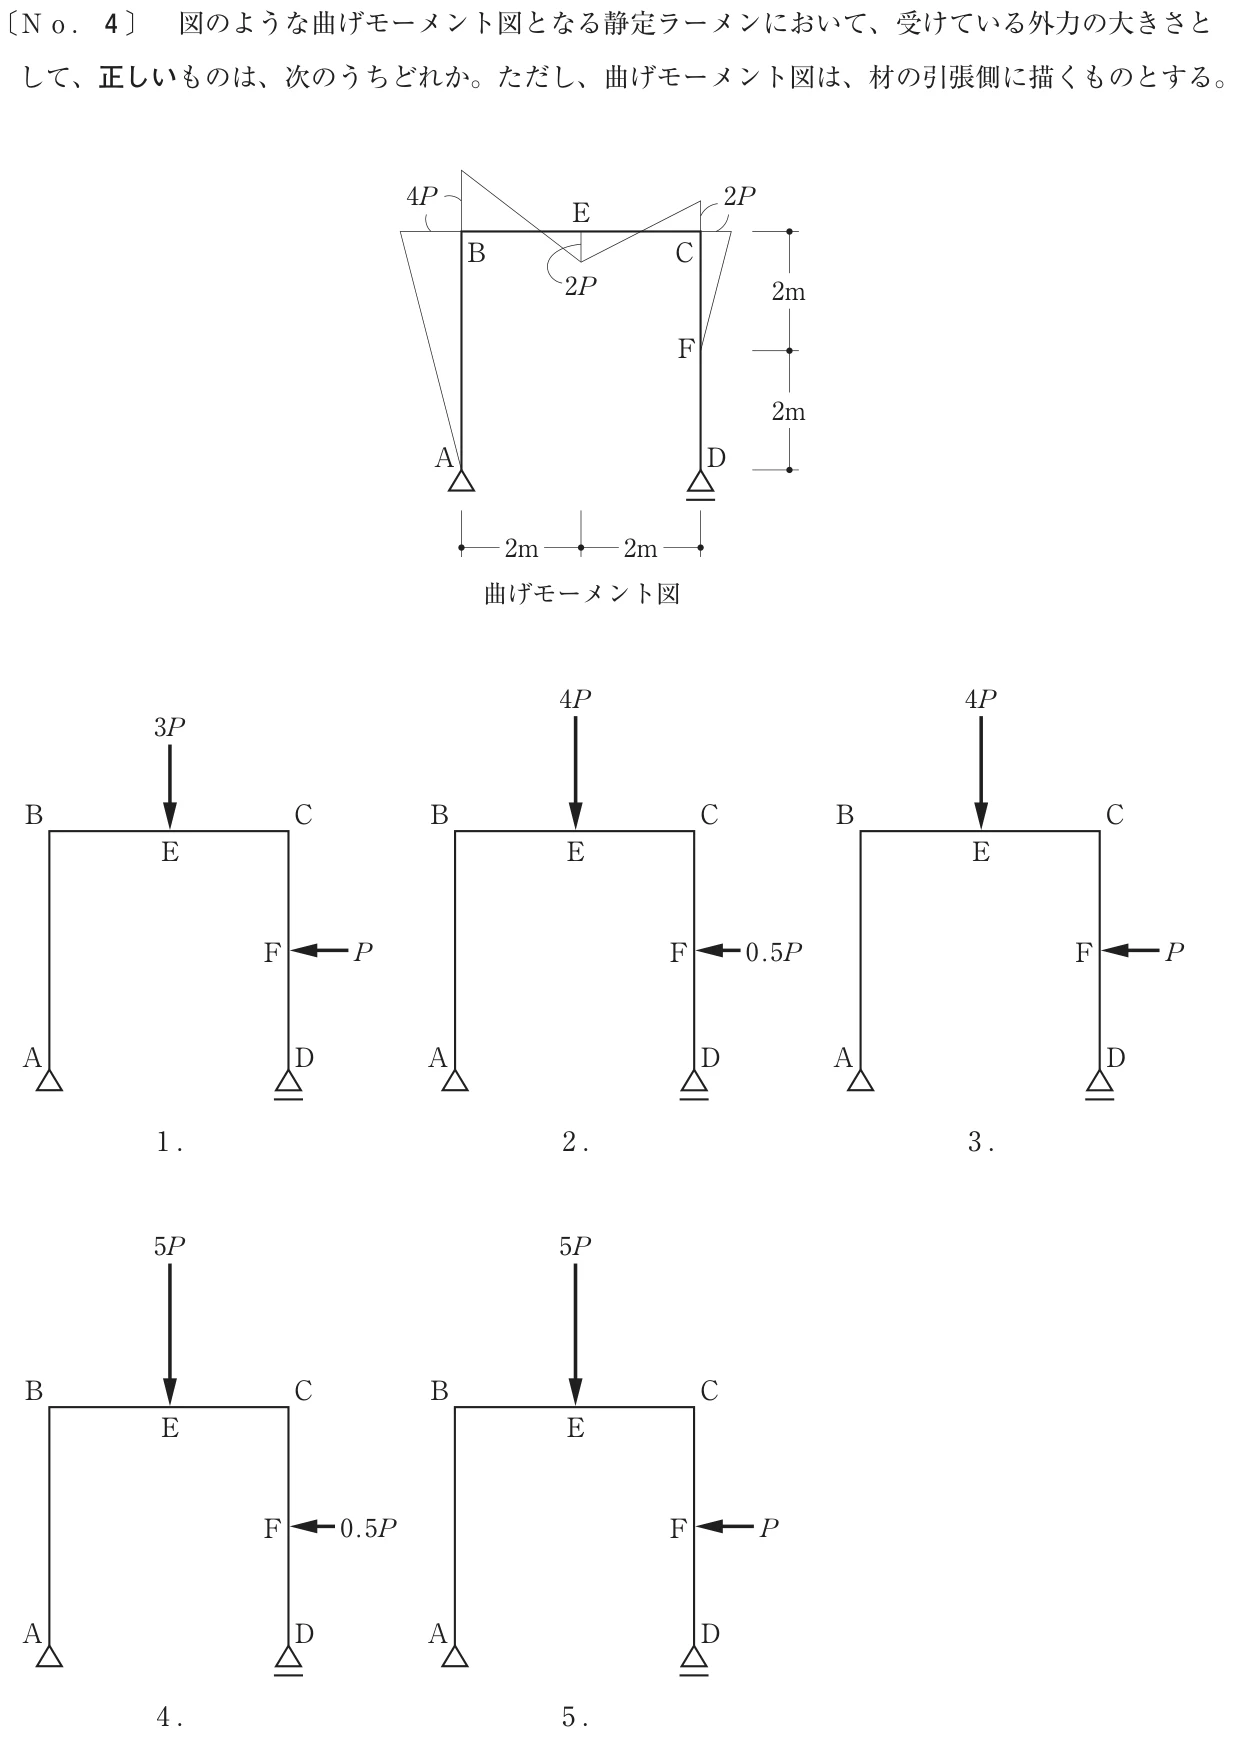 〔Ｎｏ．４〕　図のような曲げモーメント図となる静定ラーメンにおいて、受けている外力の大きさと
して、正しいものは、次のうちどれか。ただし、曲げモーメント図は、材の引張側に描くものとする。
4P
2P
E
B
C
2P
2m
F
2m
A
D
2m
2m
曲げモーメント図
3P
B
C
E
F
P
A
D
1．
4P
B
C
E
F
0.5P
A
D
2．
4P
B
C
E
F
P
A
D
3．
5P
B
C
E
F
0.5P
A
D
4．
5P
B
C
E
F
P
A
D
5．